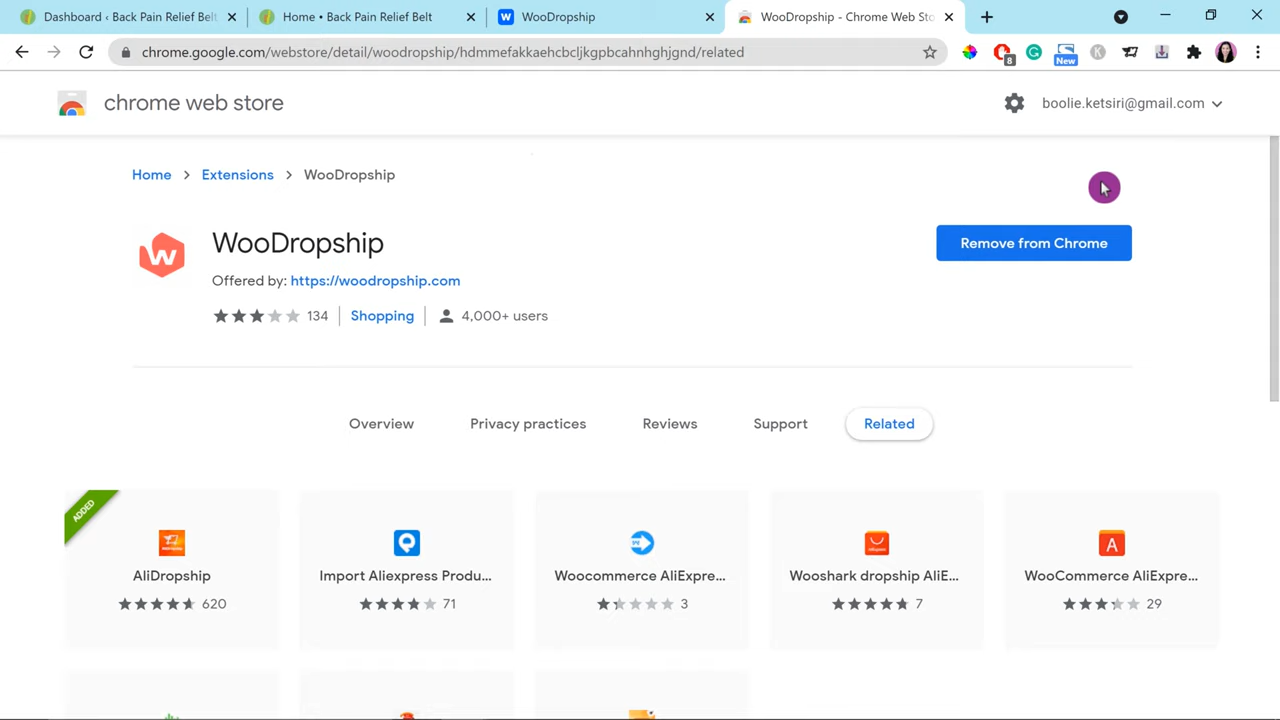 Dashboard ‹ Back Pain Relief Belt
Home • Back Pain Relief Belt
WooDropship
WooDropship - Chrome Web Sto
chrome.google.com/webstore/detail/woodropship/hdmmefakkaehcbcljkgpbcahnhghjgnd/related
8
New
K
chrome web store
boolie.ketsiri@gmail.com
Home > Extensions > WooDropship
WooDropship
Remove from Chrome
Offered by: https://woodropship.com
134 Shopping 4,000+ users
Overview Privacy practices Reviews Support Related
ADDED
AliDropship
620
Import Aliexpress Produ...
71
Woocommerce AliExpre...
3
Wooshark dropship AliE...
7
WooCommerce AliExpre...
29